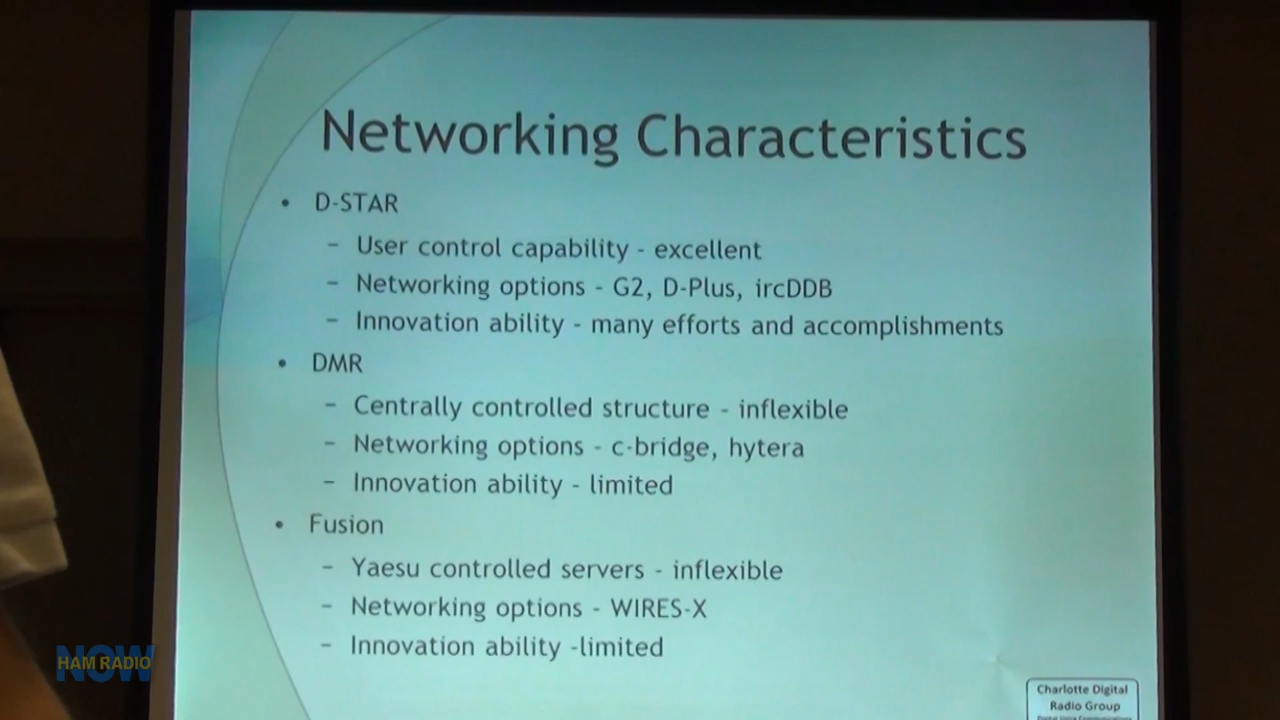 Networking Characteristics
• D-STAR
– User control capability - excellent
– Networking options - G2, D-Plus, ircDDB
– Innovation ability - many efforts and accomplishments
• DMR
– Centrally controlled structure - inflexible
– Networking options - c-bridge, hytera
– Innovation ability - limited
• Fusion
– Yaesu controlled servers - inflexible
– Networking options - WIRES-X
– Innovation ability -limited
NOW
HAM RADIO
Charlotte Digital
Radio Group